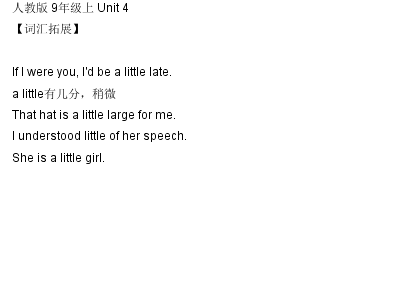 人教版 9年级上 Unit 4
【词汇拓展】
If I were you, I'd be a little late.
a little有几分，稍微
That hat is a little large for me.
I understood little of her speech.
She is a little girl.